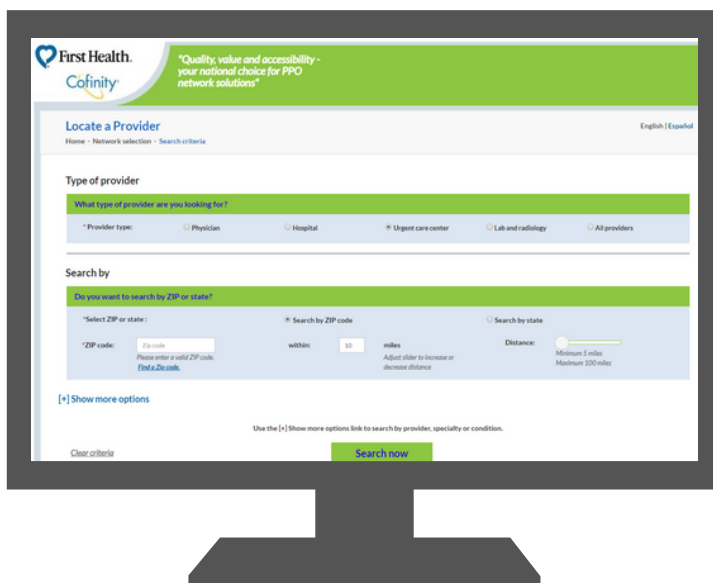 First Health.
Cofinity
"Quality, value and accessibility -
your national choice for PPO
network solutions"
Locate a Provider
English | Español
Home - Network selection - Search criteria
Type of provider
What type of provider are you looking for?
* Provider type: Physician Hospital Urgent care center Lab and radiology All providers
Search by
Do you want to search by ZIP or state?
*Select ZIP or state : Search by ZIP code Search by state
*ZIP code: Zip code within: 10 miles Distance:
Please enter a valid ZIP code. Adjust slider to increase or Minimum 5 miles
Find a Zip code. decrease distance Maximum 100 miles
[+] Show more options
Use the [+] Show more options link to search by provider, specialty or condition.
Clear criteria Search now